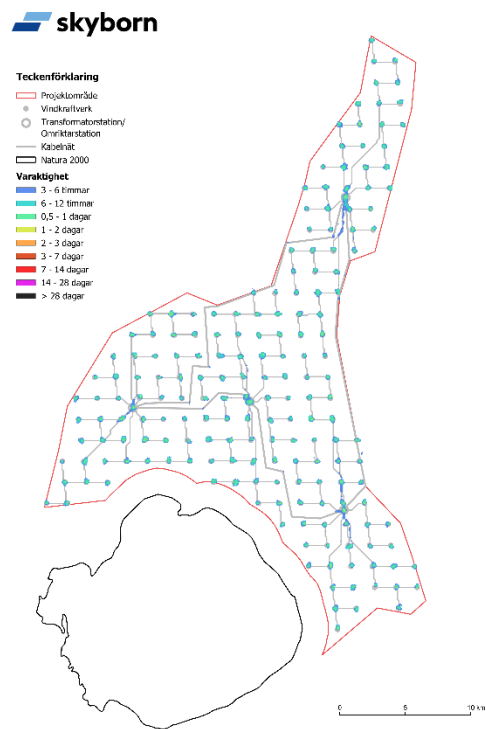 skyborn
Teckenförklaring
Projektområde
Vindkraftverk
Transformatorstation/
Omriktarstation
Kabelnät
Natura 2000
Varaktighet
3 - 6 timmar
6 - 12 timmar
0,5 - 1 dagar
1 - 2 dagar
2 - 3 dagar
3 - 7 dagar
7 - 14 dagar
14 - 28 dagar
> 28 dagar
0 5 10 km